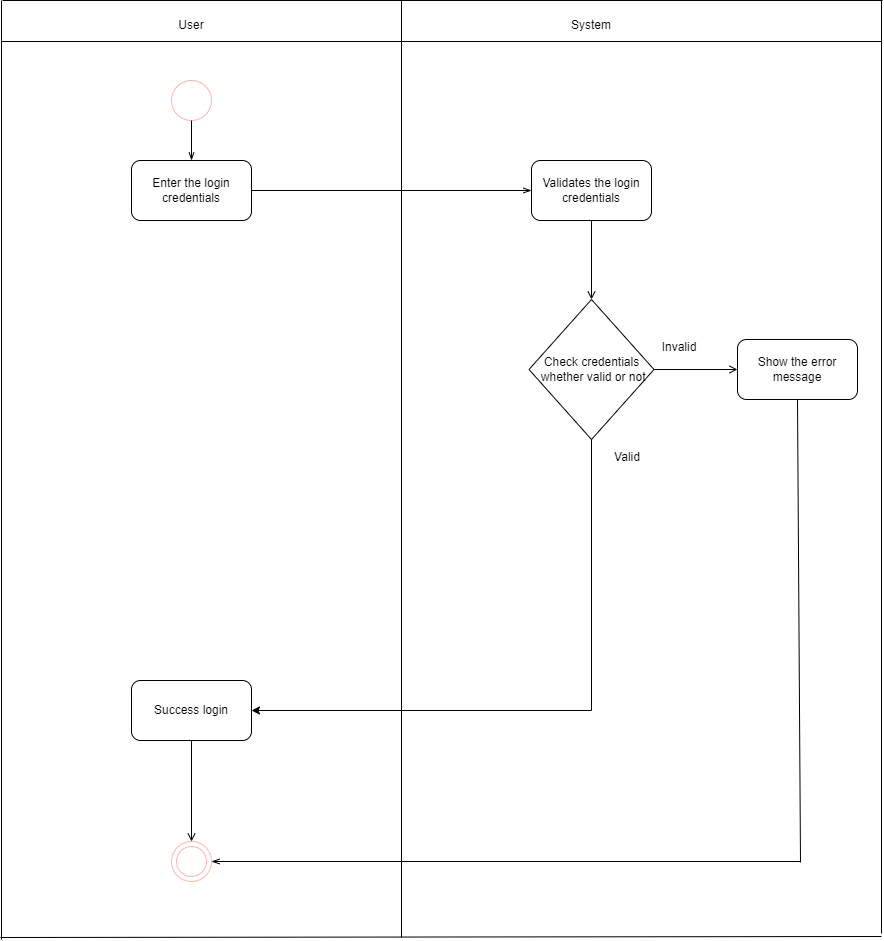 User
System
Enter the login
credentials
Validates the login
credentials
Invalid
Check credentials
whether valid or not
Show the error
message
Valid
Success login